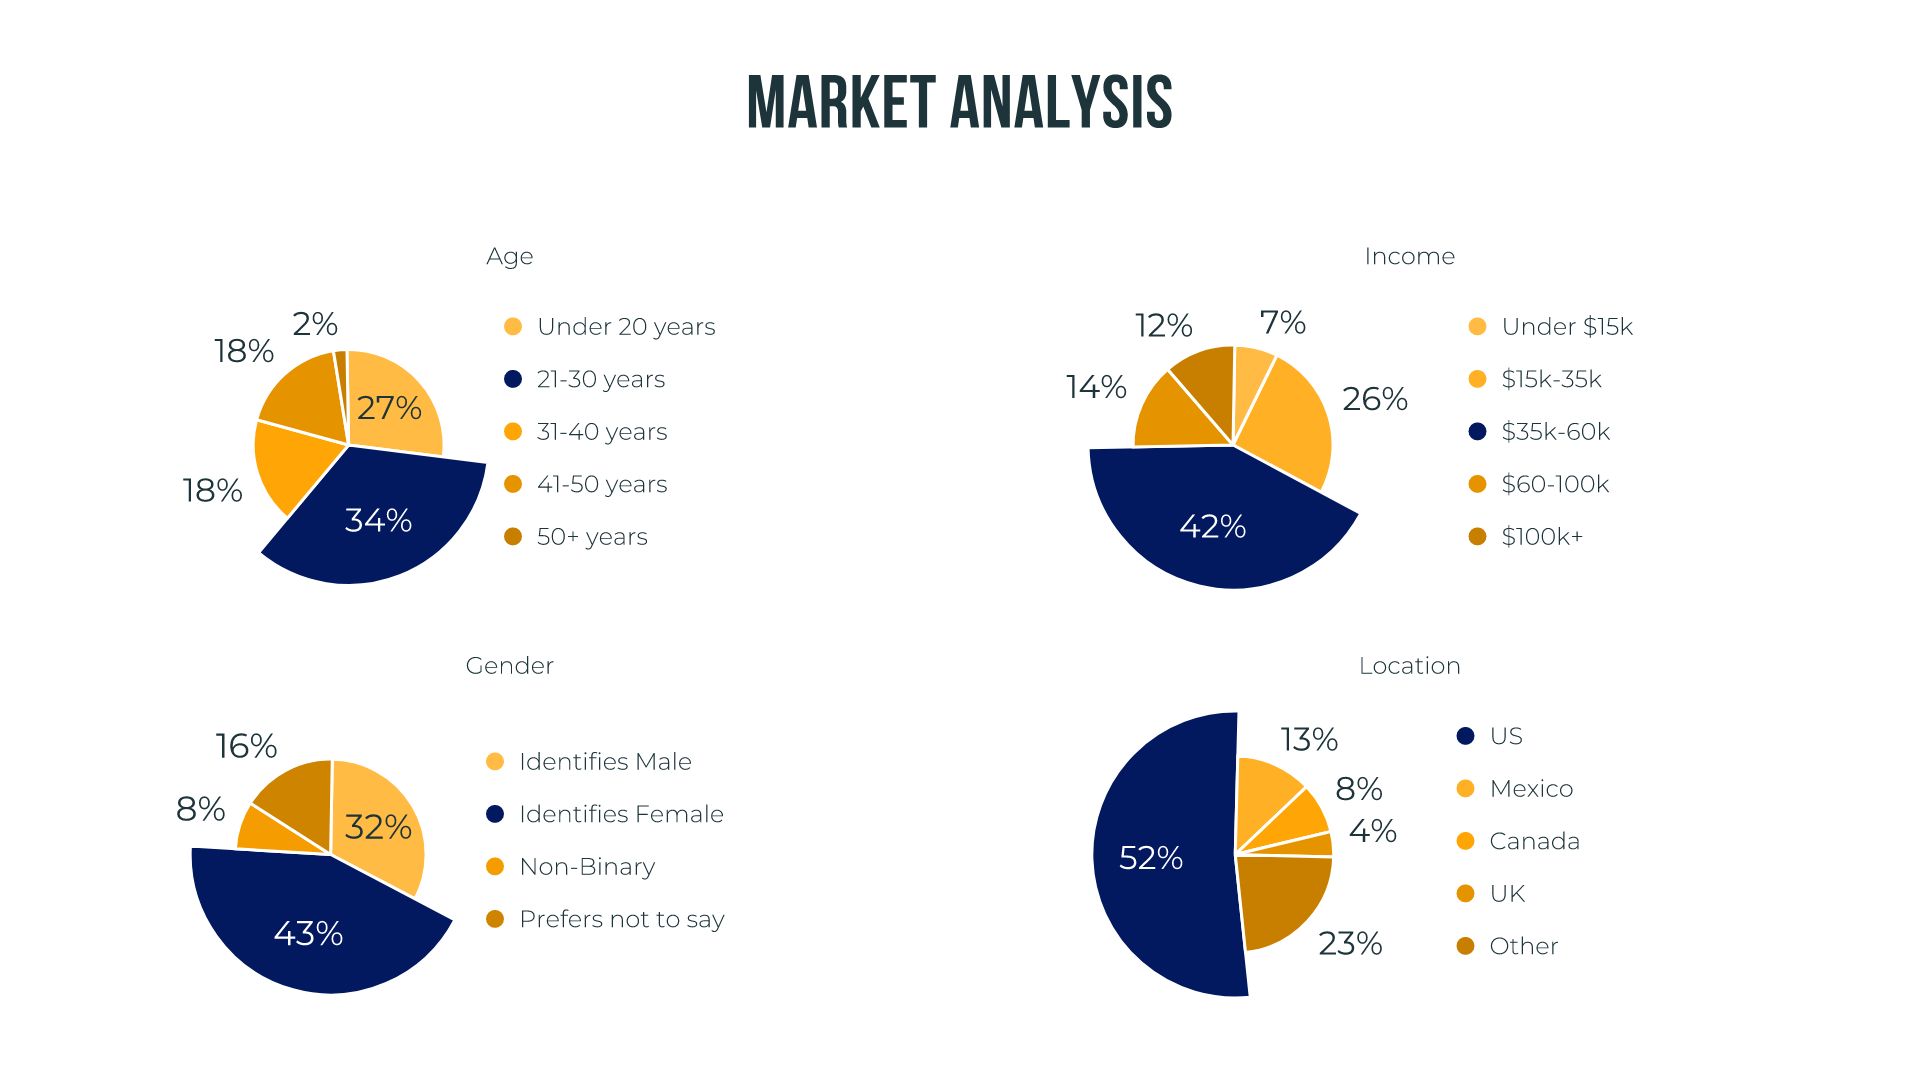 MARKET ANALYSIS
Age
2%
18%
27%
18%
34%
Under 20 years
21-30 years
31-40 years
41-50 years
50+ years
Income
12%
7%
14%
26%
42%
Under $15k
$15k-35k
$35k-60k
$60-100k
$100k+
Gender
16%
8%
32%
43%
Identifies Male
Identifies Female
Non-Binary
Prefers not to say
Location
13%
8%
4%
52%
23%
US
Mexico
Canada
UK
Other